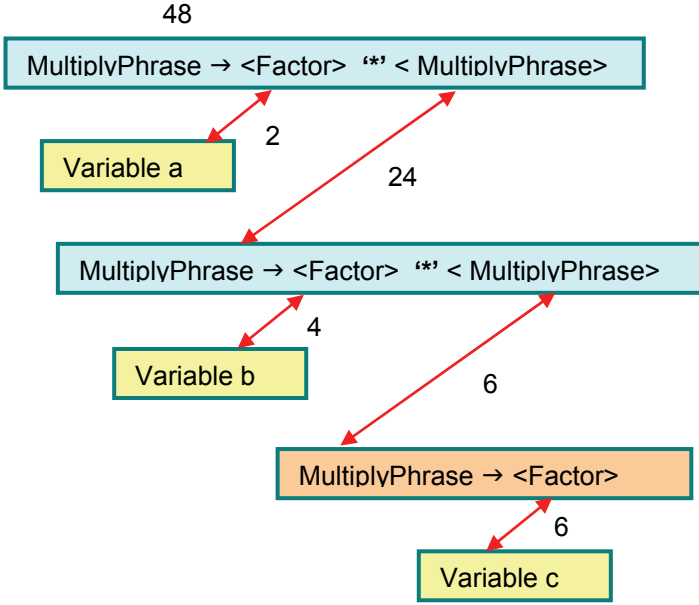 48
MultiplyPhrase → <Factor> “*” < MultiplyPhrase>
2
Variable a
24
MultiplyPhrase → <Factor> “*” < MultiplyPhrase>
4
Variable b
6
MultiplyPhrase → <Factor>
6
Variable c